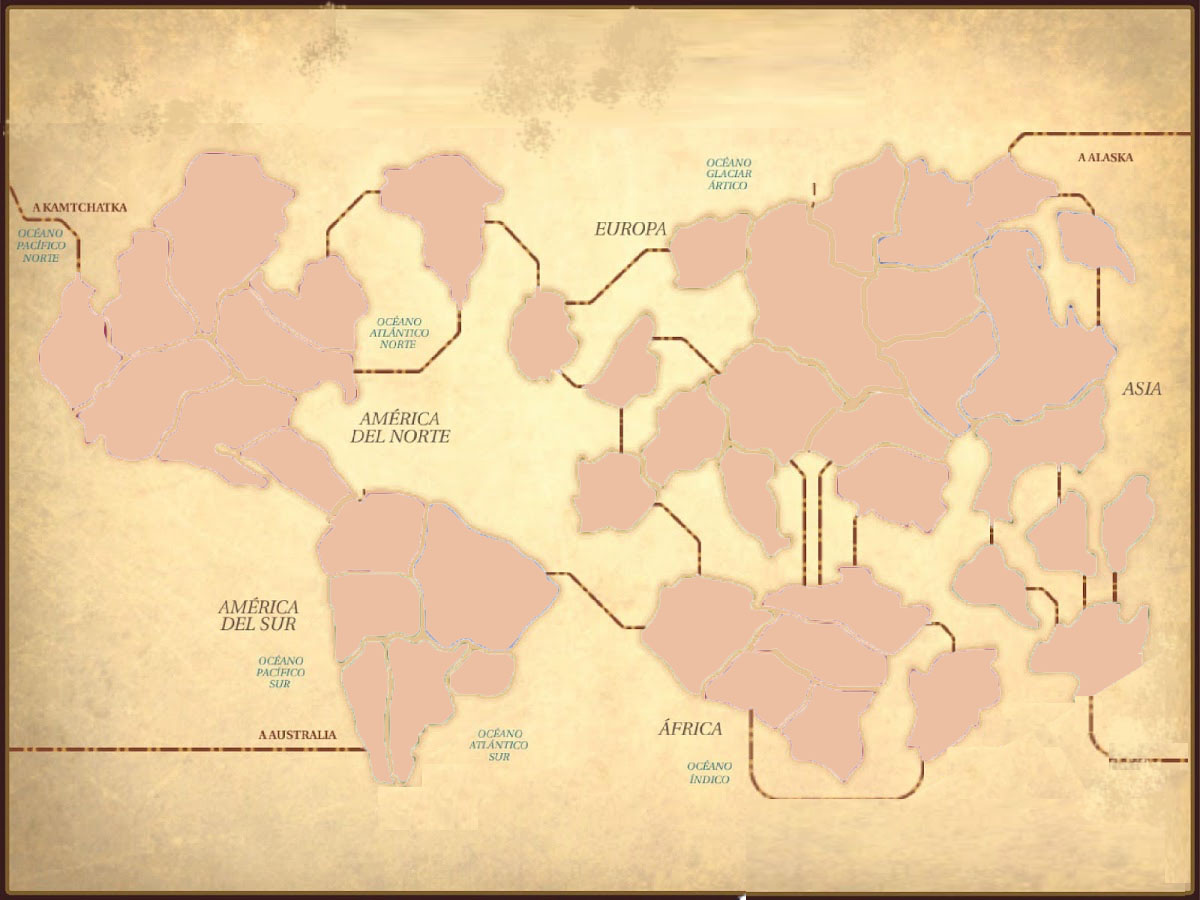 OCÉANO
GLACIAR
ÁRTICO
A ALASKA
A KAMTCHATKA
OCÉANO
PACÍFICO
NORTE
EUROPA
OCÉANO
ATLÁNTICO
NORTE
ASIA
AMÉRICA
DEL NORTE
AMÉRICA
DEL SUR
OCÉANO
PACÍFICO
SUR
A AUSTRALIA
OCÉANO
ATLÁNTICO
SUR
ÁFRICA
OCÉANO
ÍNDICO